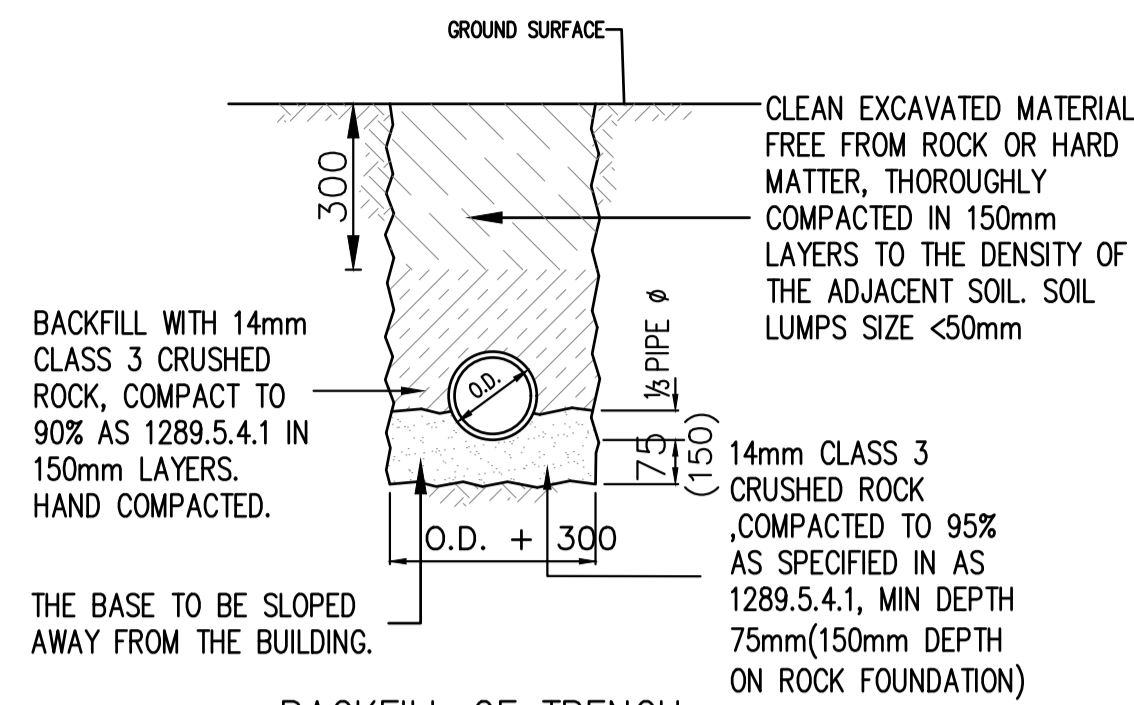 GROUND SURFACE
CLEAN EXCAVATED MATERIAL
FREE FROM ROCK OR HARD
MATTER, THOROUGHLY
COMPACTED IN 150mm
LAYERS TO THE DENSITY OF
THE ADJACENT SOIL. SOIL
LUMPS SIZE <50mm
300
BACKFILL WITH 14mm
CLASS 3 CRUSHED
ROCK, COMPACT TO
90% AS 1289.5.4.1 IN
150mm LAYERS.
HAND COMPACTED.
O.D.
⅓ PIPE ø
75
(150)
14mm CLASS 3
CRUSHED ROCK
,COMPACTED TO 95%
AS SPECIFIED IN AS
1289.5.4.1, MIN DEPTH
75mm(150mm DEPTH
ON ROCK FOUNDATION)
O.D. + 300
THE BASE TO BE SLOPED
AWAY FROM THE BUILDING.
BACKFILL OF TRENCH